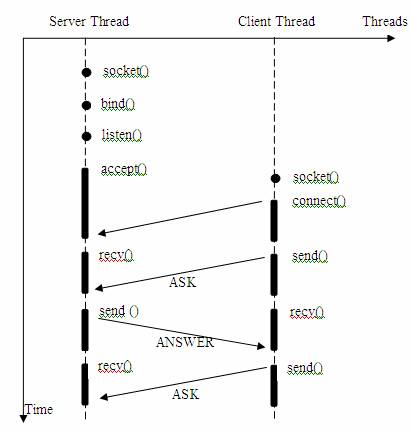 Server Thread Client Thread Threads
socket()
bind()
listen()
accept()
socket()
connect()
recv() send()
ASK
send () recv()
ANSWER
recv() send()
ASK
Time